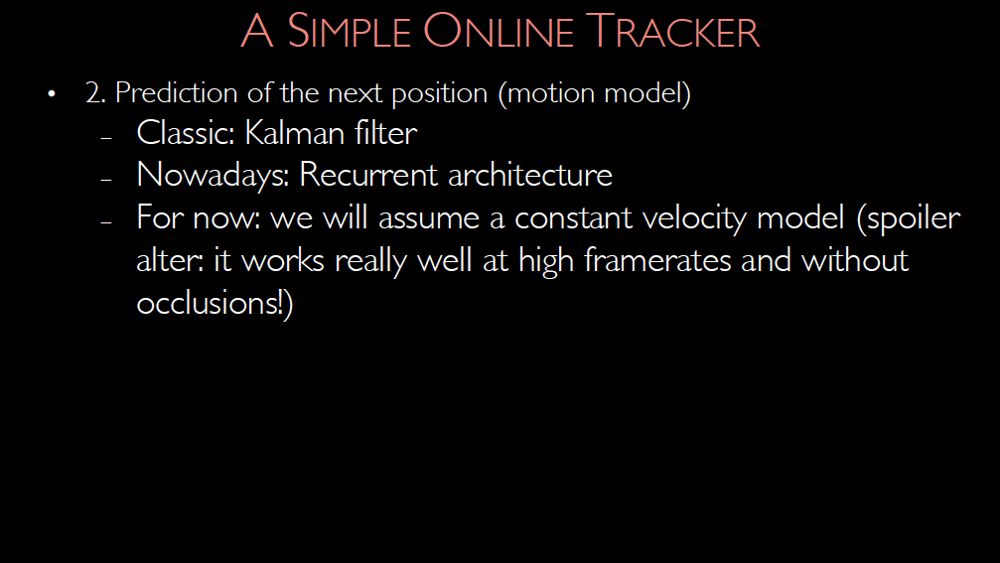 A SIMPLE ONLINE TRACKER
• 2. Prediction of the next position (motion model)
– Classic: Kalman filter
– Nowadays: Recurrent architecture
– For now: we will assume a constant velocity model (spoiler
alter: it works really well at high framerates and without
occlusions!)